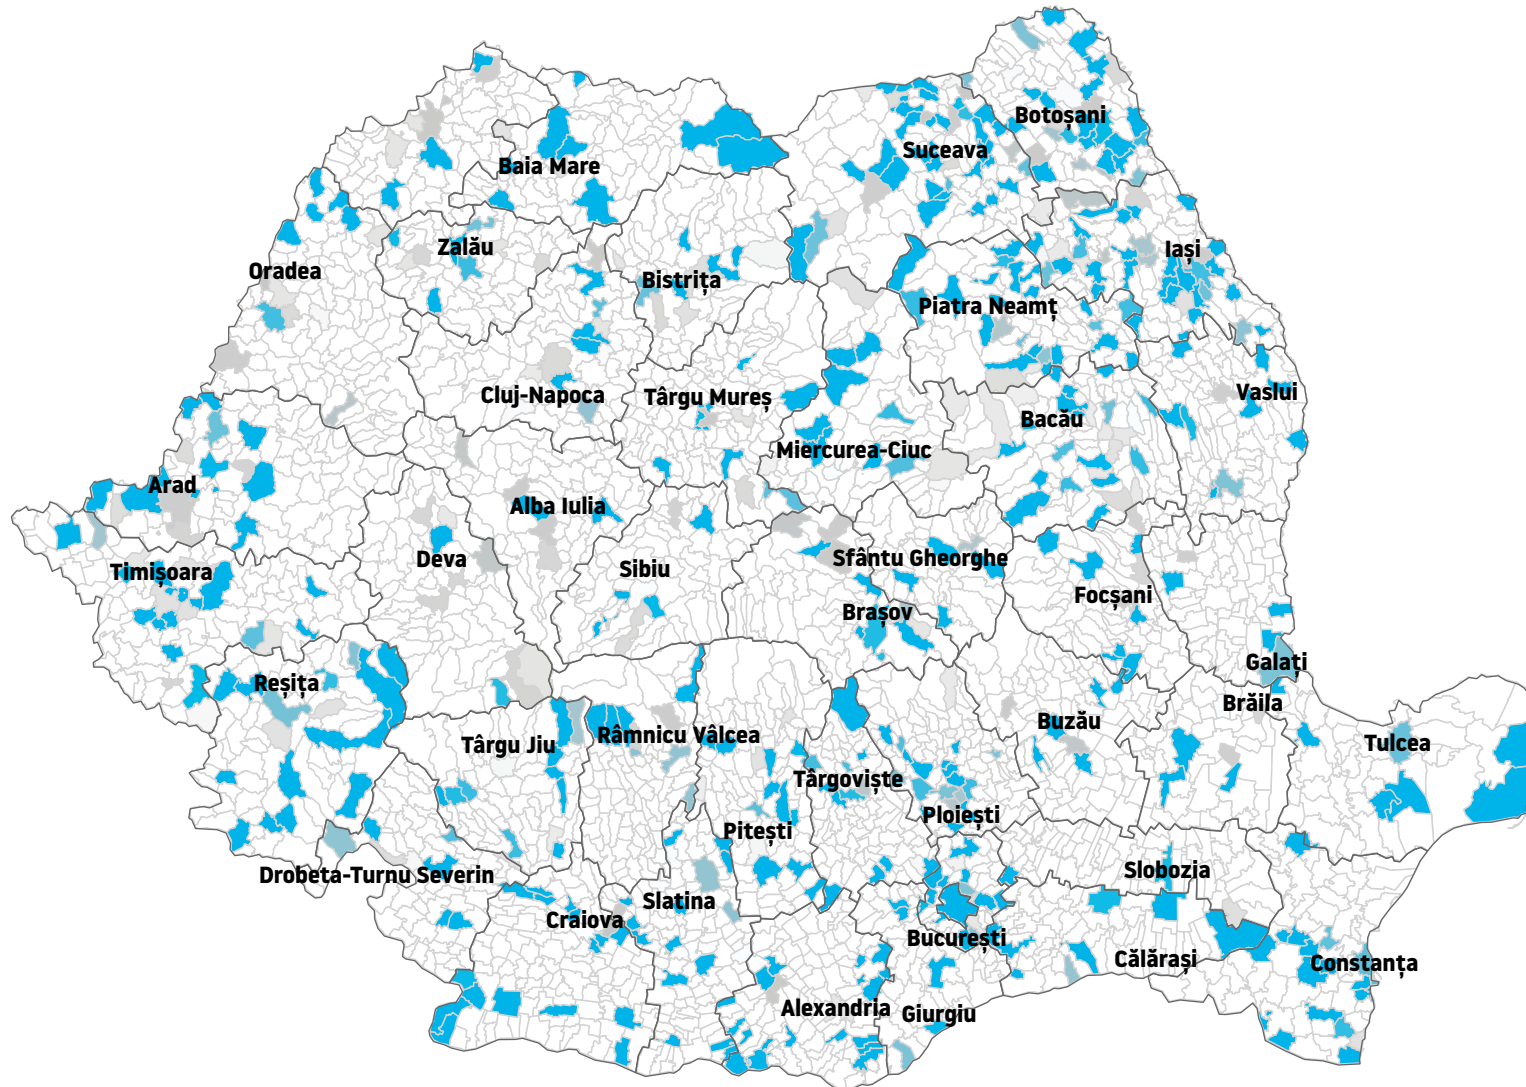 Botoșani
Suceava
Baia Mare
Zalău
Iași
Oradea
Bistrița
Piatra Neamț
Cluj-Napoca
Târgu Mureș
Vaslui
Bacău
Miercurea-Ciuc
Arad
Alba Iulia
Deva
Sfântu Gheorghe
Timișoara
Sibiu
Focșani
Brașov
Galați
Reșița
Brăila
Buzău
Târgu Jiu
Râmnicu Vâlcea
Tulcea
Târgoviște
Ploiești
Pitești
Slobozia
Drobeta-Turnu Severin
Slatina
Craiova
București
Călărași
Constanța
Alexandria
Giurgiu